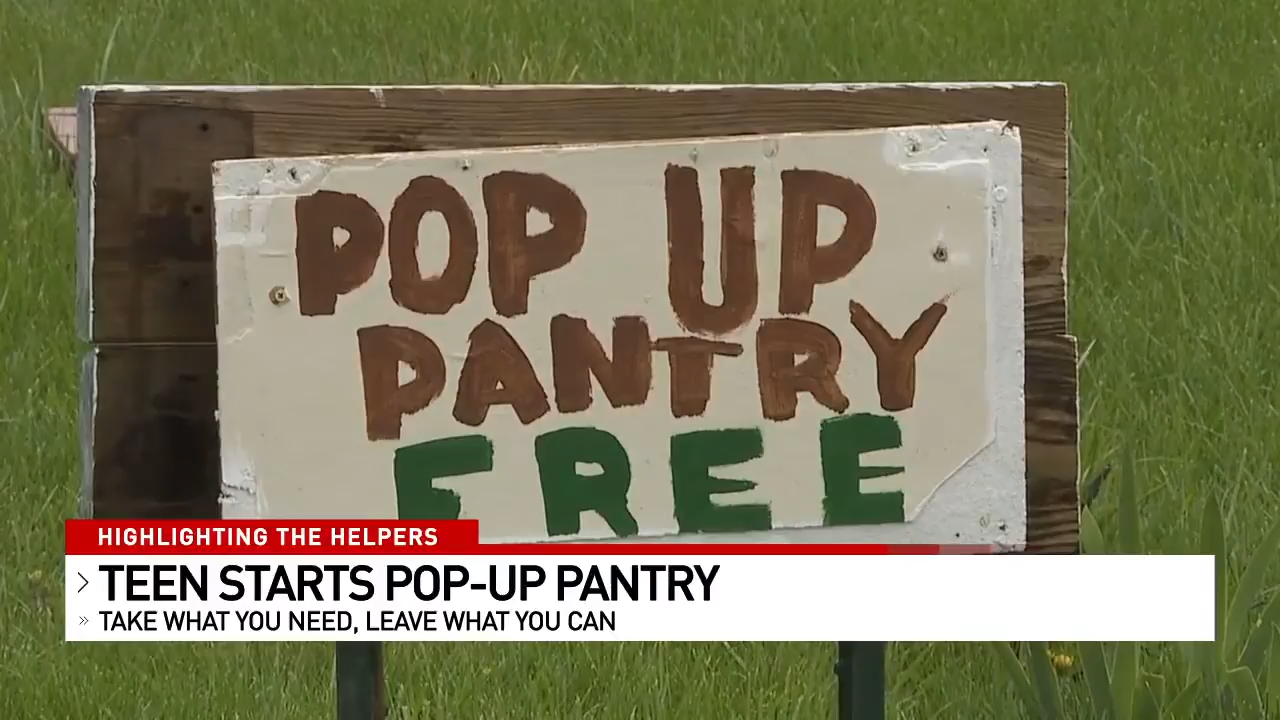 POP UP
PANTRY
FREE
HIGHLIGHTING THE HELPERS
TEEN STARTS POP-UP PANTRY
TAKE WHAT YOU NEED, LEAVE WHAT YOU CAN